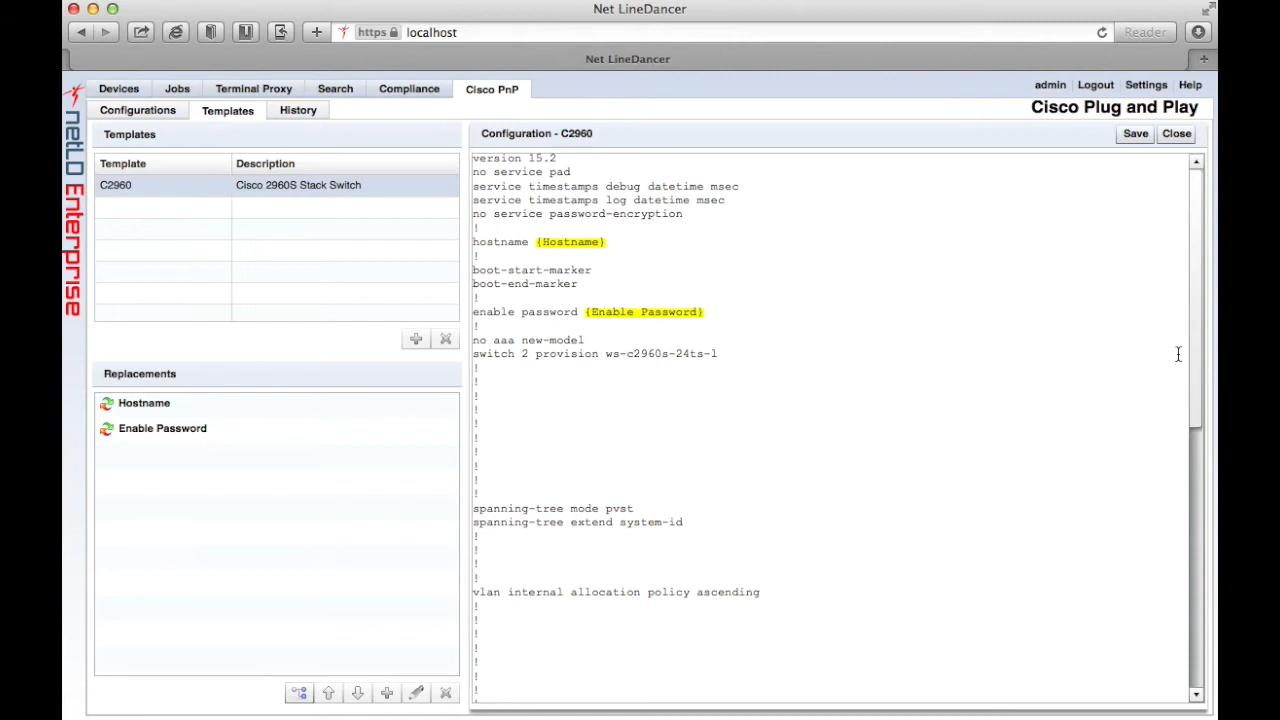 Net LineDancer
https localhost
Reader
Net LineDancer
Devices Jobs Terminal Proxy Search Compliance Cisco PnP
admin Logout Settings Help
Configurations Templates History
Cisco Plug and Play
netLD Enterprise
Templates
Template Description
C2960 Cisco 2960S Stack Switch
Replacements
Hostname
Enable Password
Configuration - C2960
Save Close
version 15.2
no service pad
service timestamps debug datetime msec
service timestamps log datetime msec
no service password-encryption
!
hostname {Hostname}
!
boot-start-marker
boot-end-marker
!
enable password {Enable Password}
!
no aaa new-model
switch 2 provision ws-c2960s-24ts-l
!
!
!
!
!
!
!
!
!
!
spanning-tree mode pvst
spanning-tree extend system-id
!
!
!
!
vlan internal allocation policy ascending
!
!
!
!
!
!
!